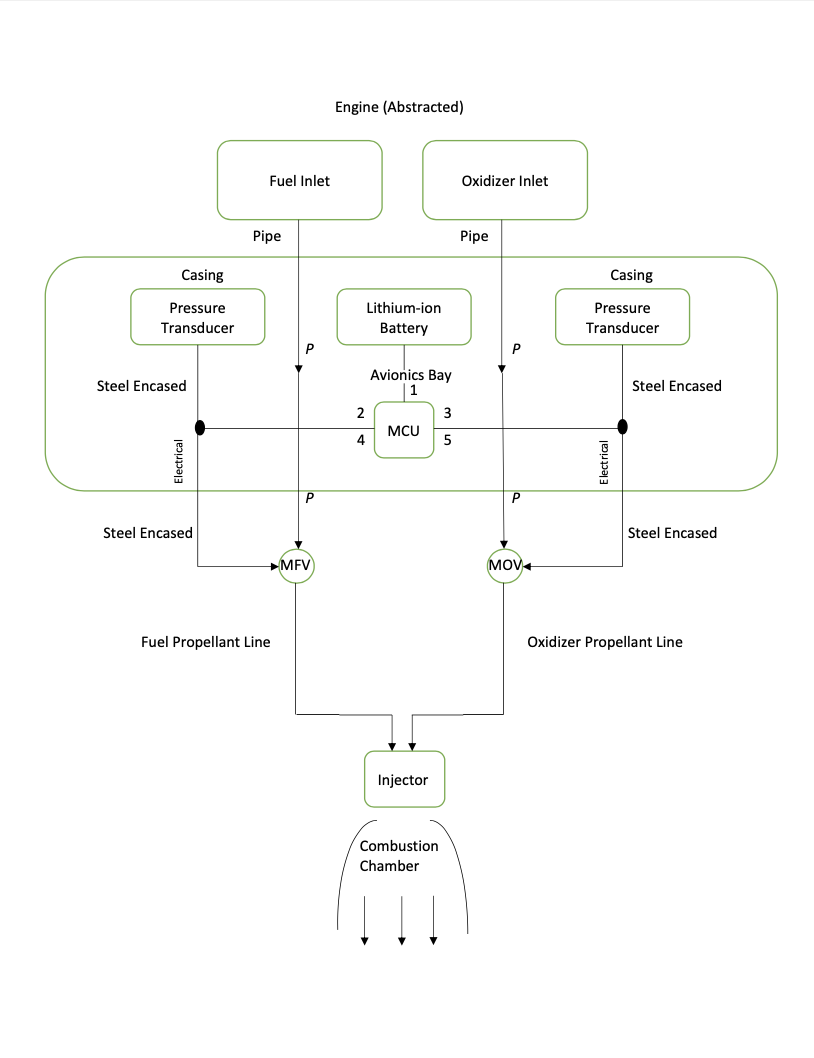 Engine (Abstracted)
Fuel Inlet
Oxidizer Inlet
Pipe
Pipe
Casing
Casing
Pressure
Transducer
Lithium-ion
Battery
Pressure
Transducer
P
P
Avionics Bay
Steel Encased
Steel Encased
1
2
3
MCU
4
5
Electrical
Electrical
P
P
Steel Encased
Steel Encased
MFV
MOV
Fuel Propellant Line
Oxidizer Propellant Line
Injector
Combustion
Chamber